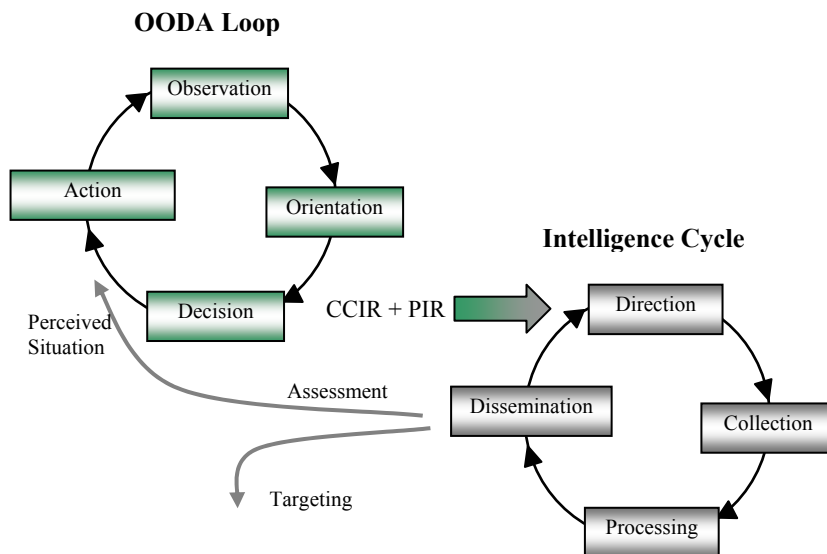 OODA Loop
Observation
Action
Orientation
Decision
Perceived
Situation
Intelligence Cycle
CCIR + PIR
Direction
Assessment
Dissemination
Collection
Targeting
Processing